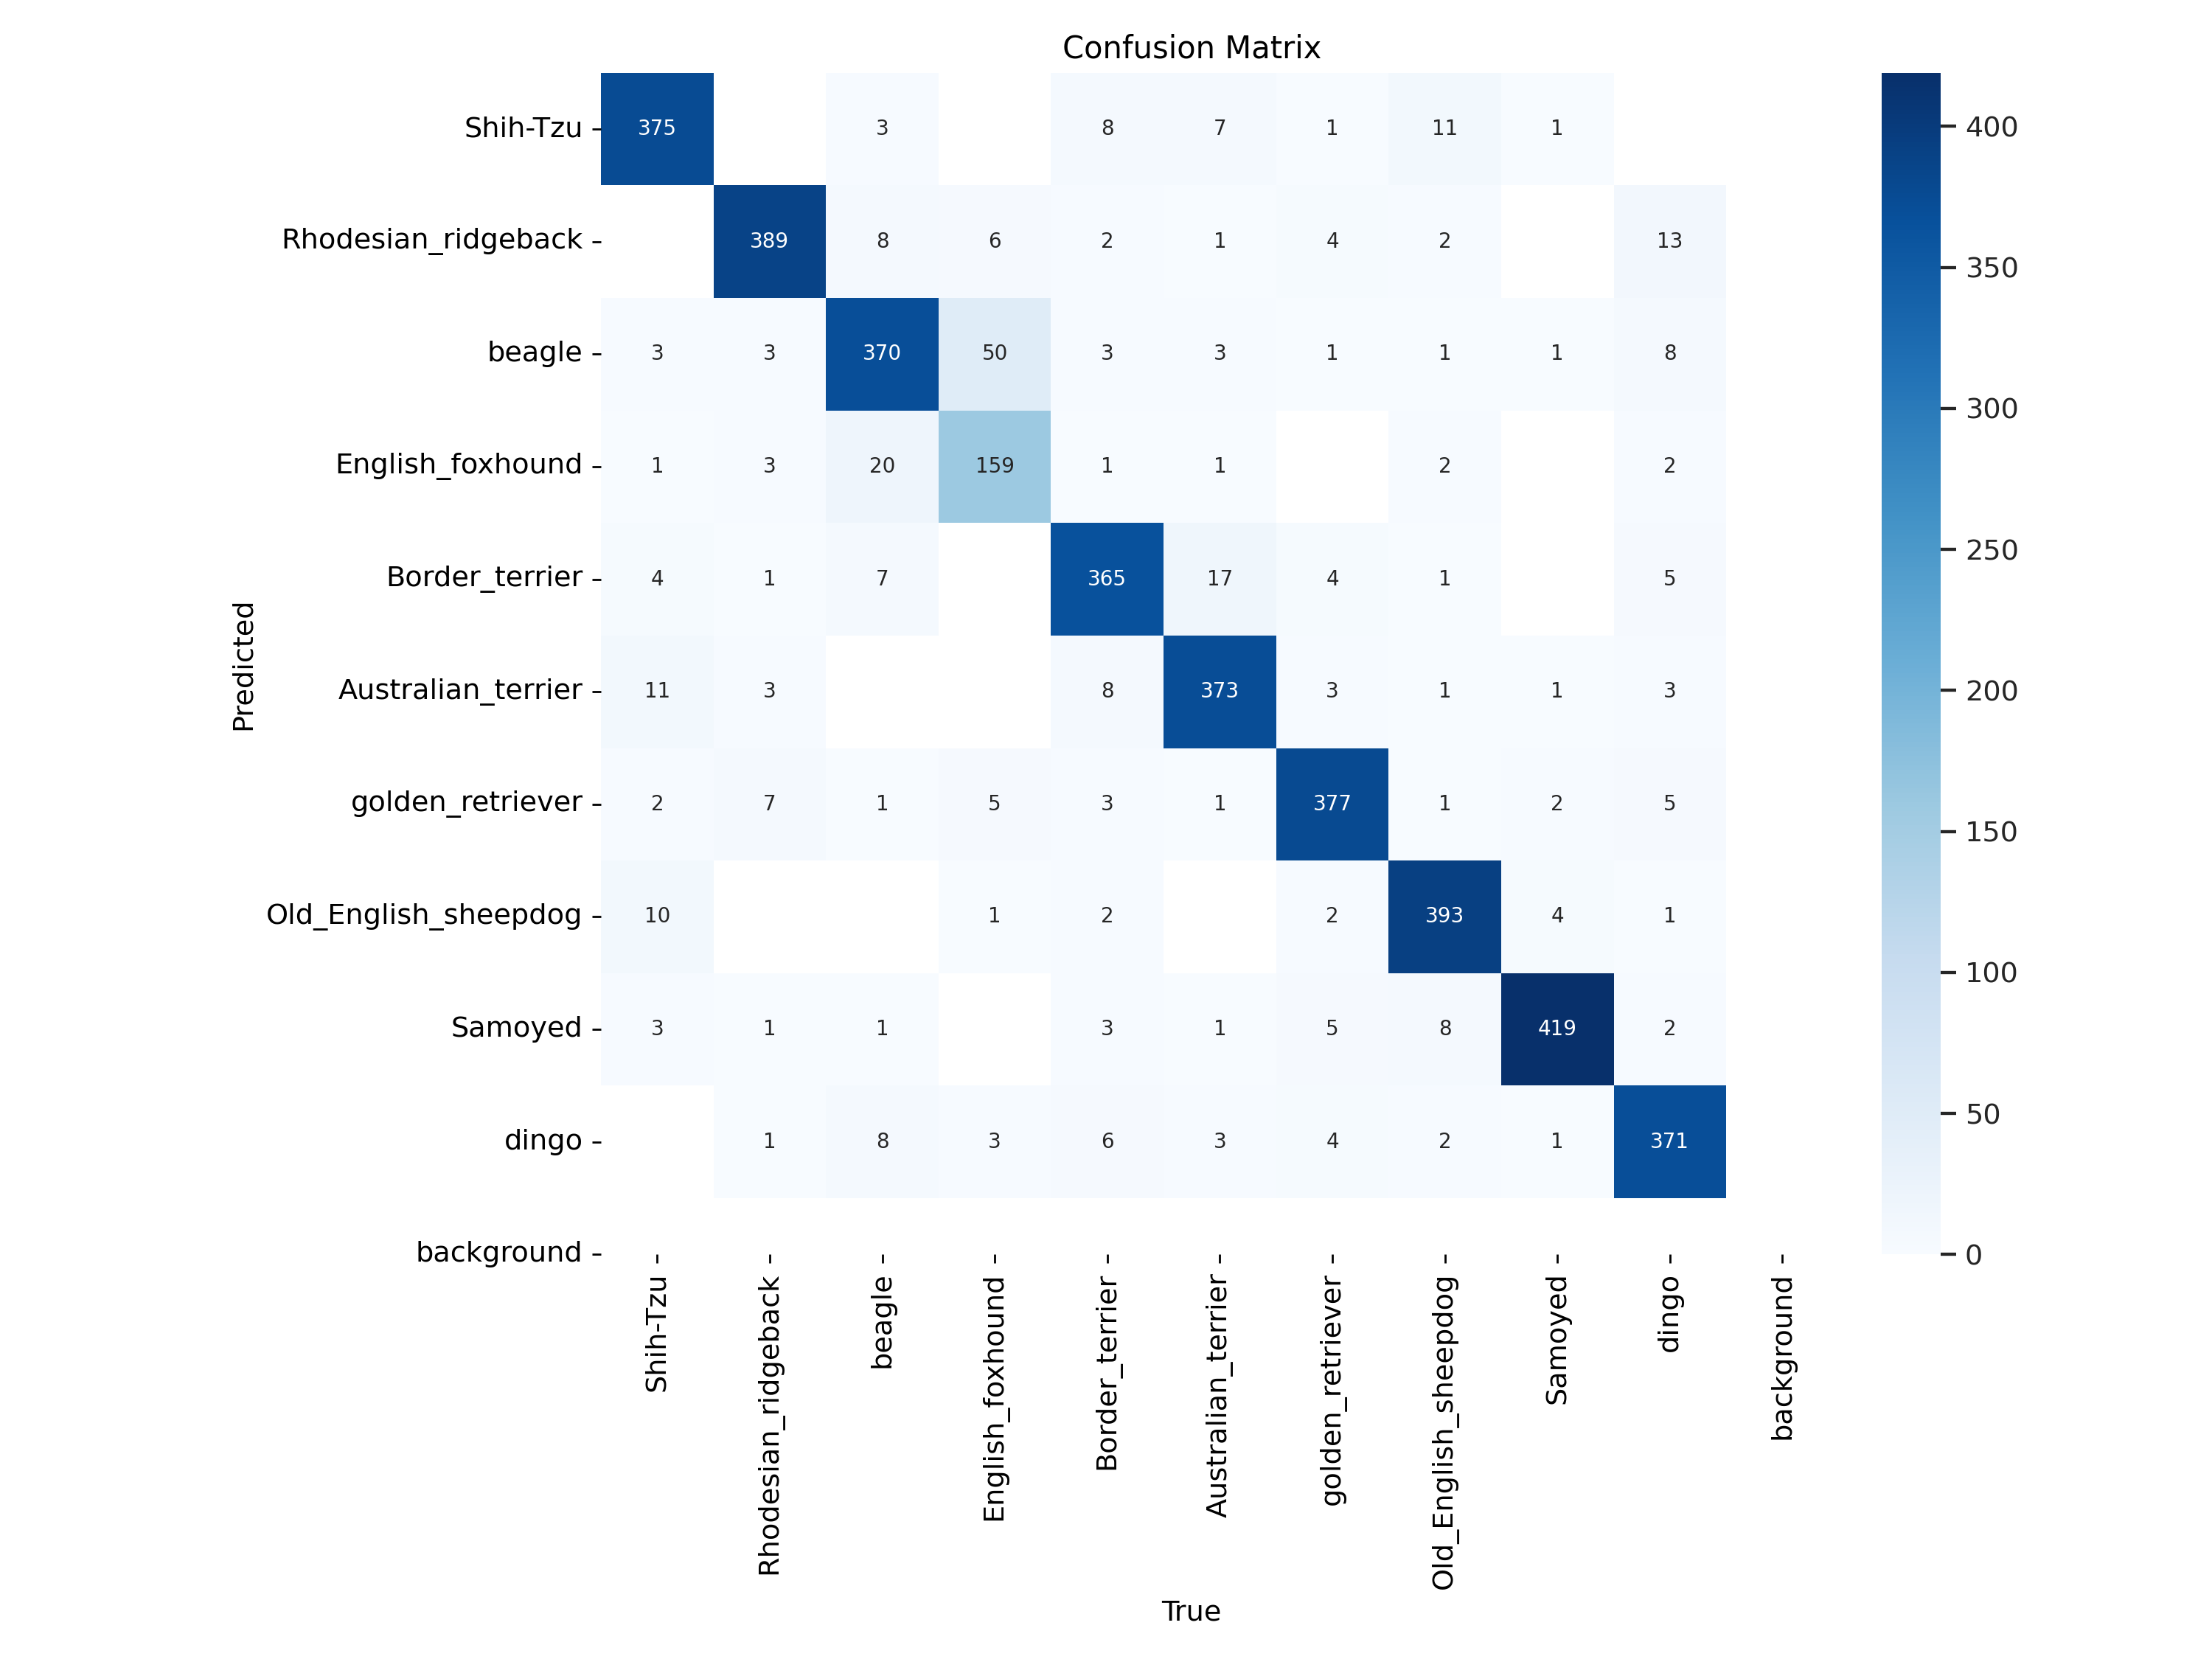 Confusion Matrix
Shih-Tzu 375 3 8 7 1 11 1
Rhodesian_ridgeback 389 8 6 2 1 4 2 13
beagle 3 3 370 50 3 3 1 1 1 8
English_foxhound 1 3 20 159 1 1 2 2
Border_terrier 4 1 7 365 17 4 1 5
Australian_terrier 11 3 8 373 3 1 1 3
golden_retriever 2 7 1 5 3 1 377 1 2 5
Old_English_sheepdog 10 1 2 2 393 4 1
Samoyed 3 1 1 3 1 5 8 419 2
dingo 1 8 3 6 3 4 2 1 371
background
Predicted
Shih-Tzu
Rhodesian_ridgeback
beagle
English_foxhound
Border_terrier
Australian_terrier
golden_retriever
Old_English_sheepdog
Samoyed
dingo
background
True
400
350
300
250
200
150
100
50
0